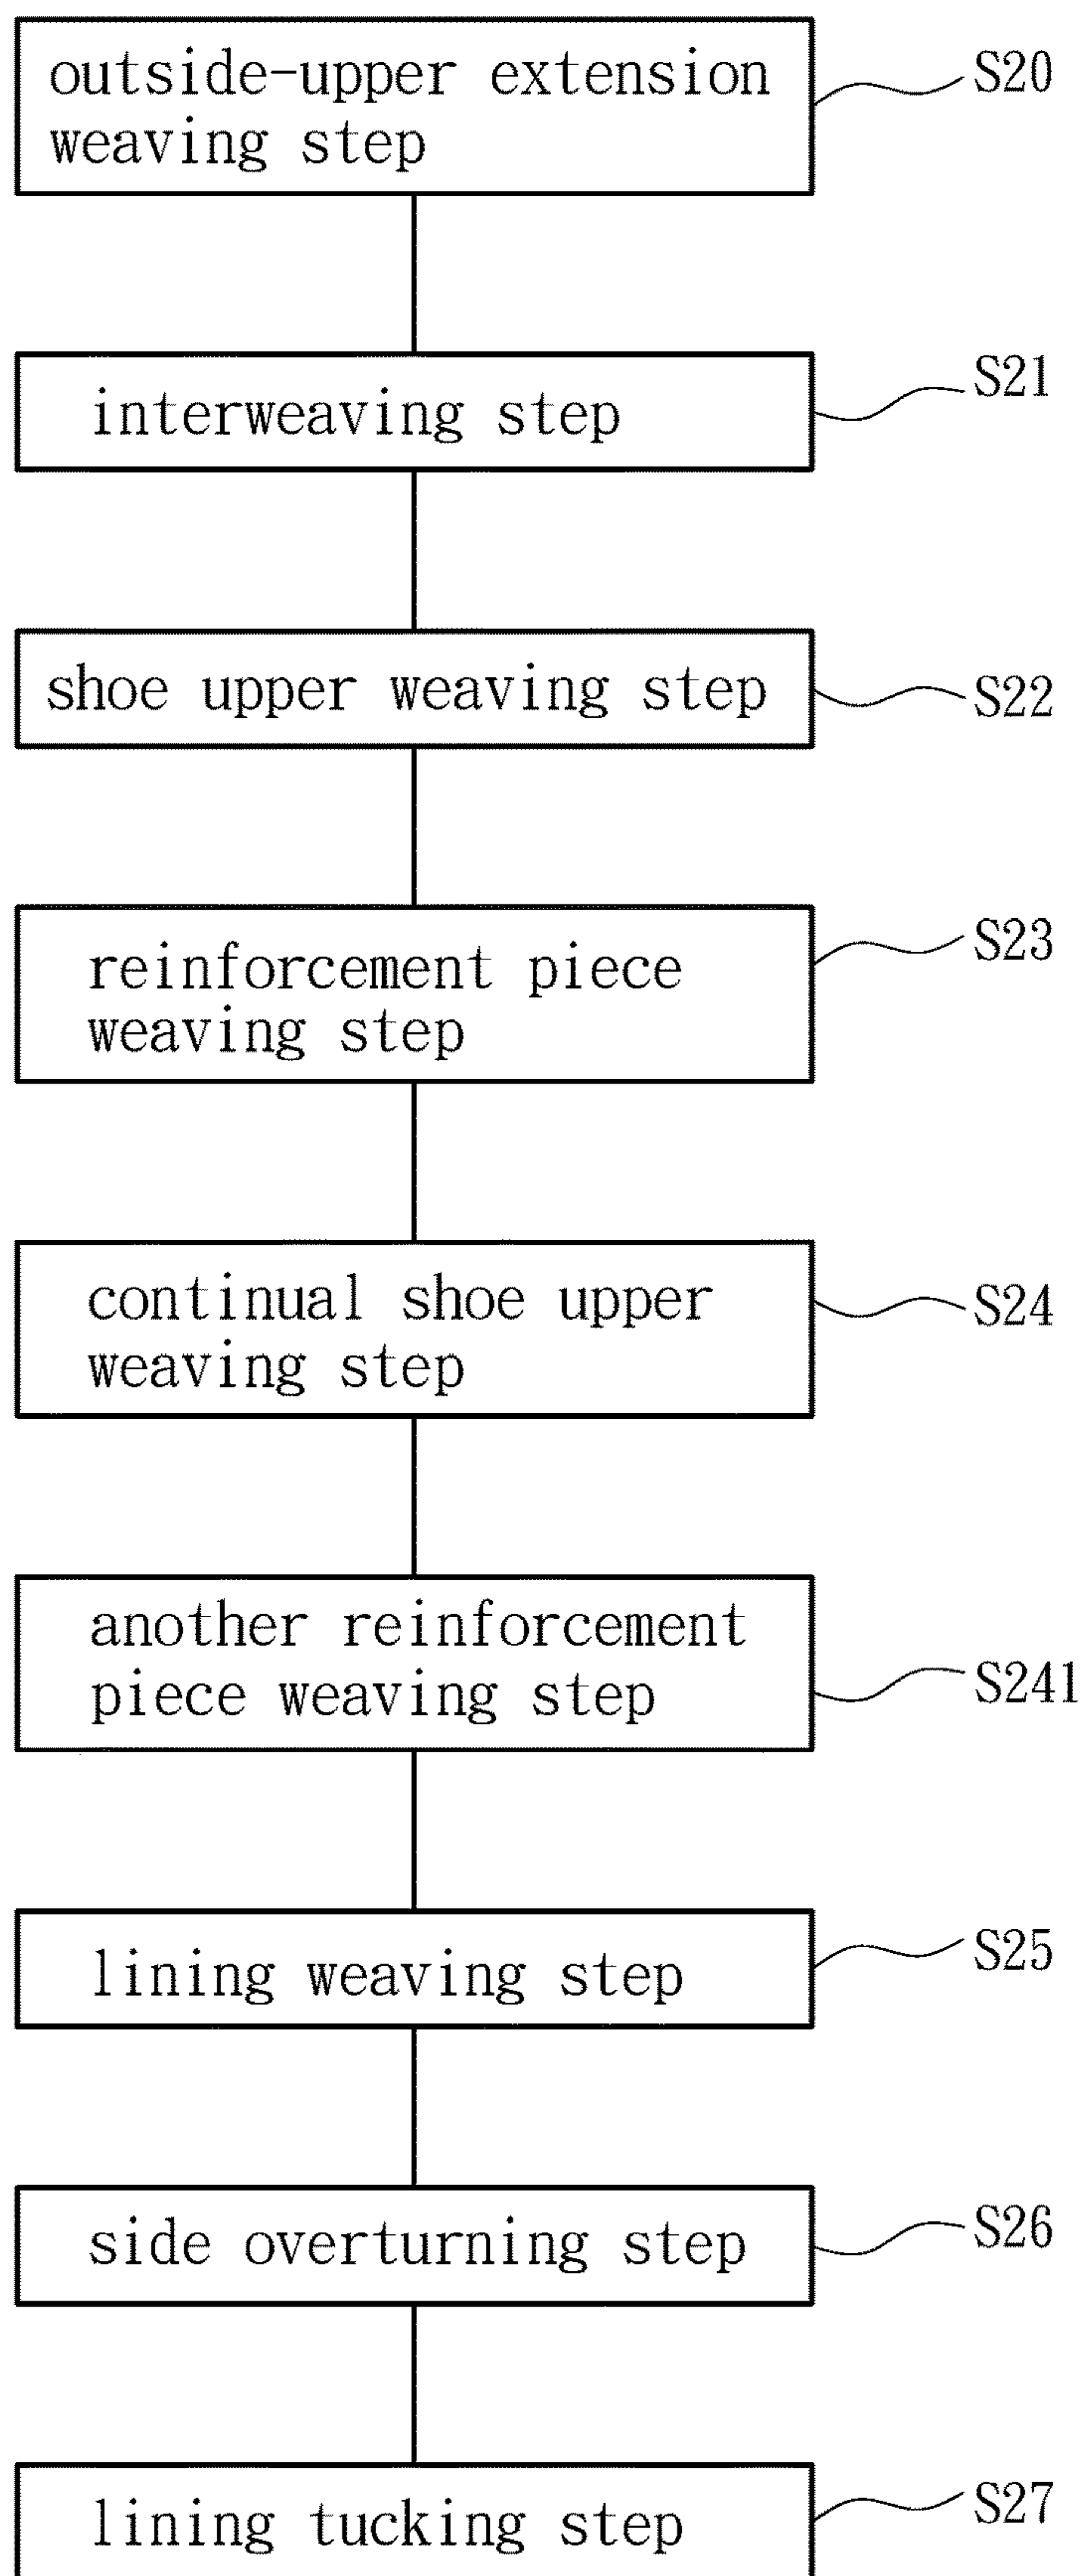 outside-upper extension
weaving step
S20
interweaving step
S21
shoe upper weaving step
S22
reinforcement piece
weaving step
S23
continual shoe upper
weaving step
S24
another reinforcement
piece weaving step
S241
lining weaving step
S25
side overturning step
S26
lining tucking step
S27